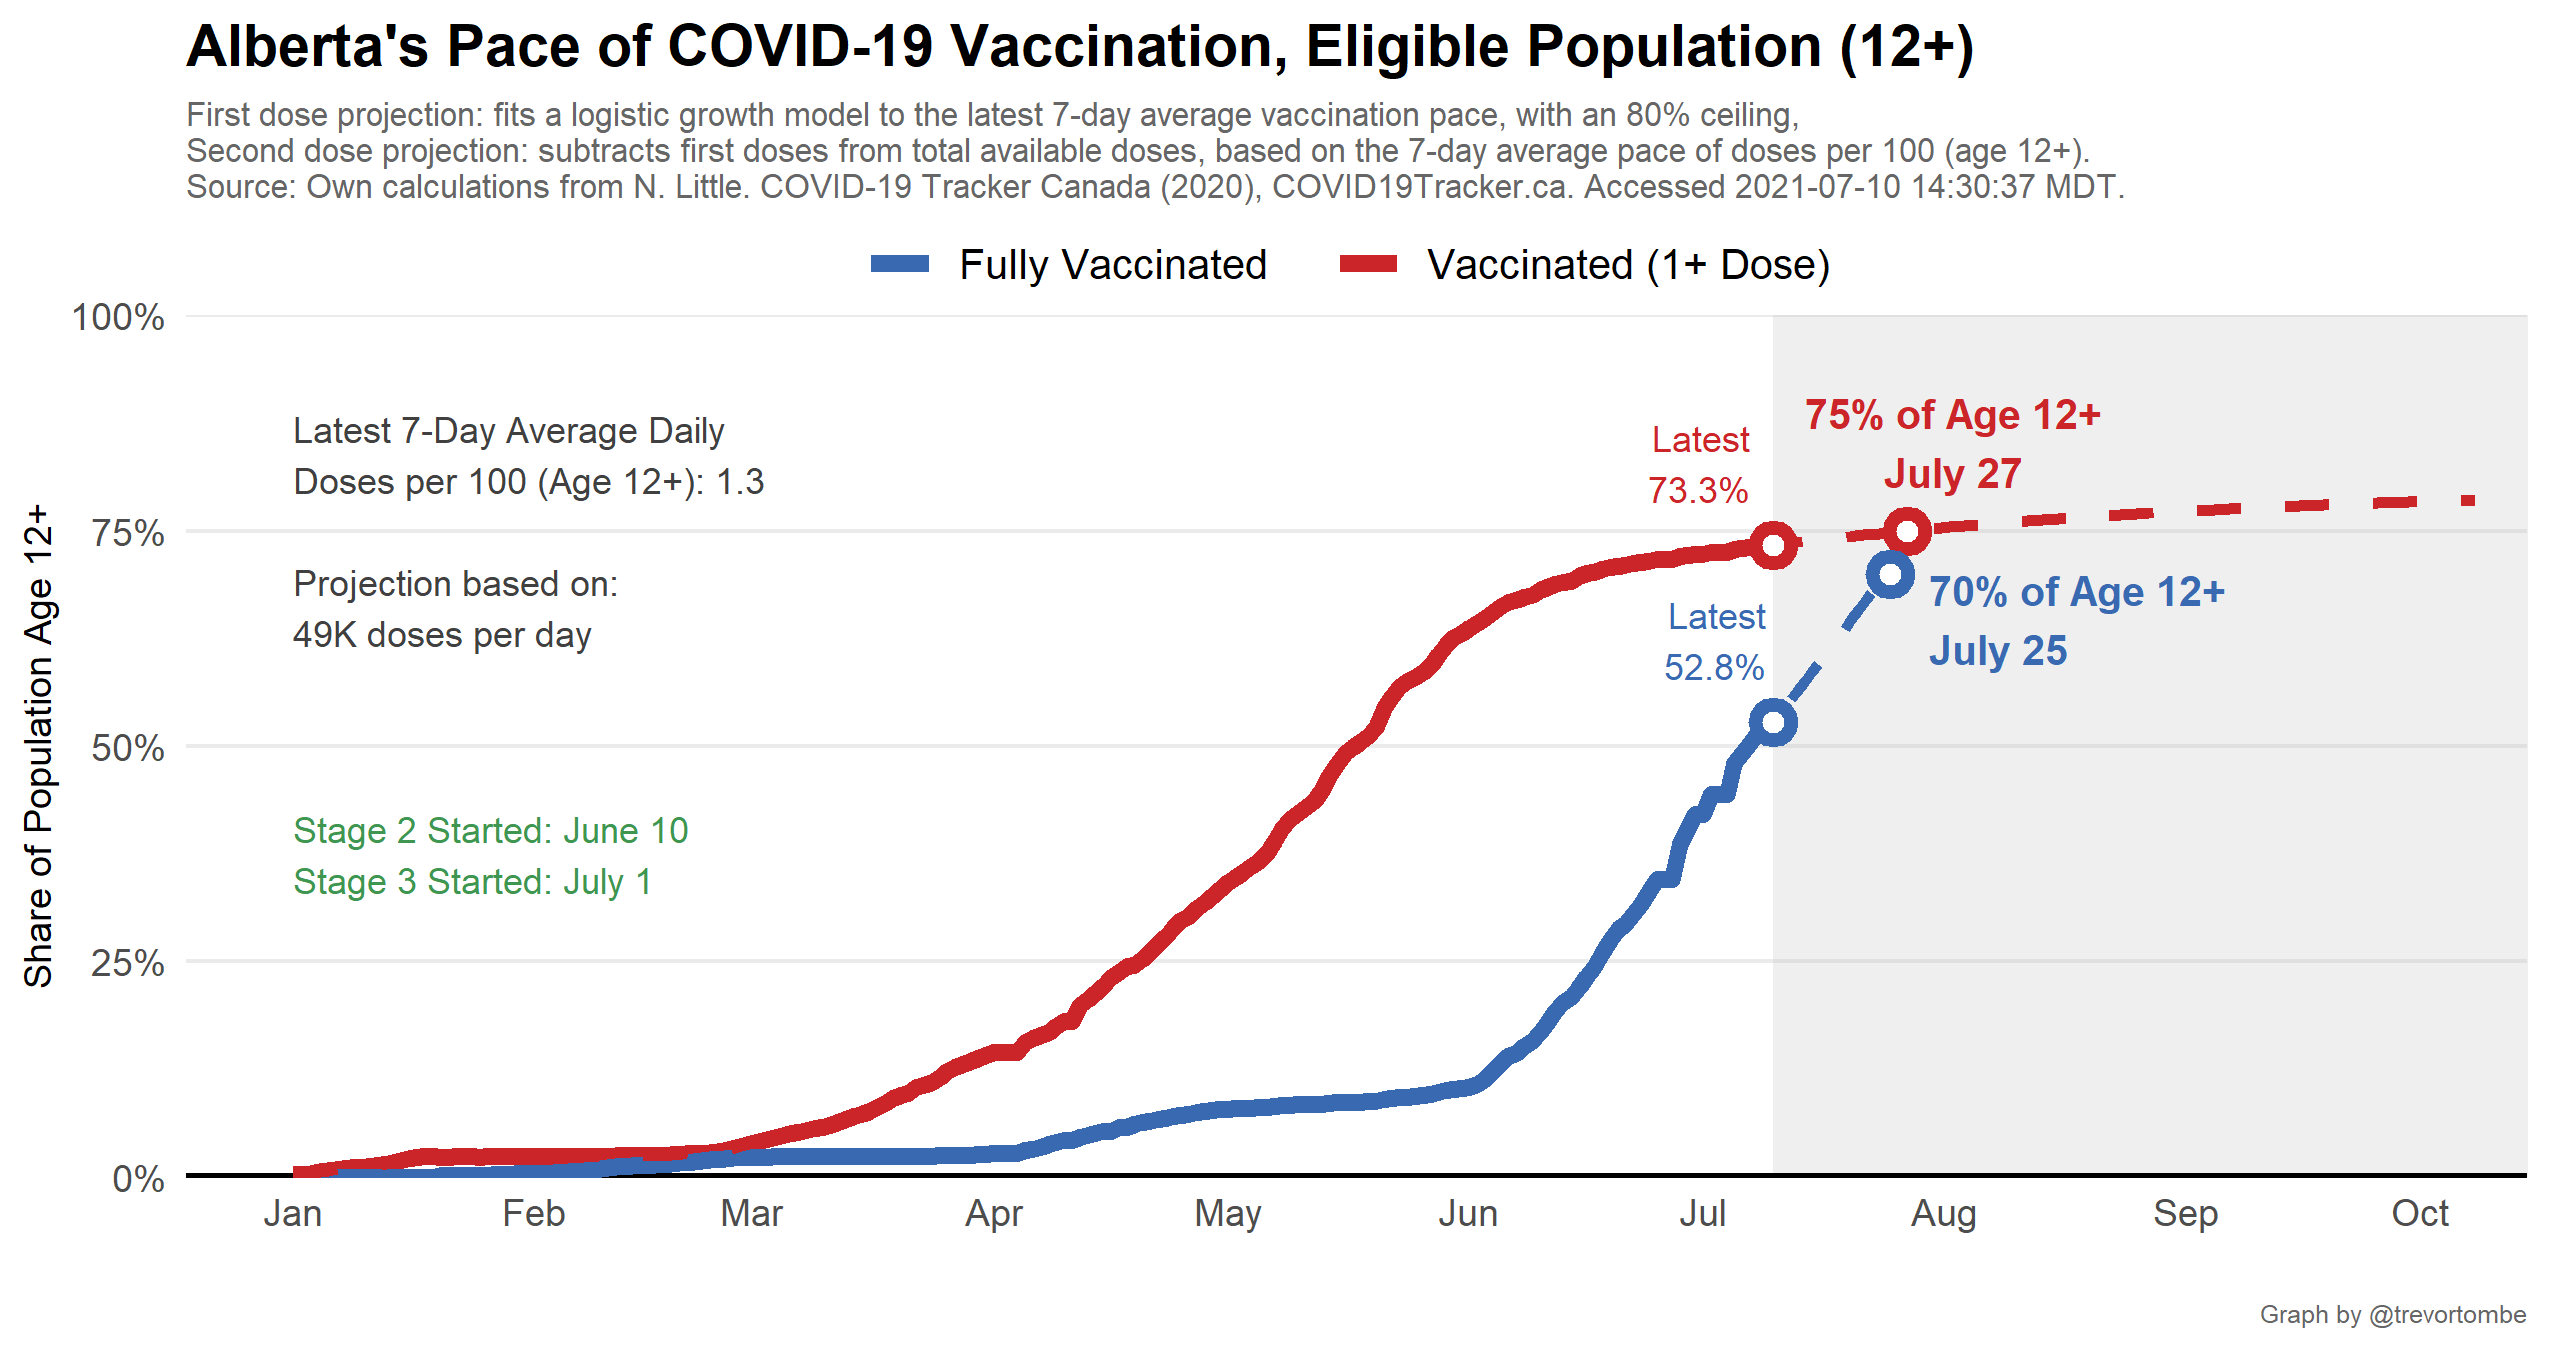 Alberta's Pace of COVID-19 Vaccination, Eligible Population (12+)
First dose projection: fits a logistic growth model to the latest 7-day average vaccination pace, with an 80% ceiling,
Second dose projection: subtracts first doses from total available doses, based on the 7-day average pace of doses per 100 (age 12+).
Source: Own calculations from N. Little. COVID-19 Tracker Canada (2020), COVID19Tracker.ca. Accessed 2021-07-10 14:30:37 MDT.
Fully Vaccinated
Vaccinated (1+ Dose)
Share of Population Age 12+
100%
75%
50%
25%
0%
Latest 7-Day Average Daily
Doses per 100 (Age 12+): 1.3
Projection based on:
49K doses per day
Stage 2 Started: June 10
Stage 3 Started: July 1
Latest
73.3%
75% of Age 12+
July 27
Latest
52.8%
70% of Age 12+
July 25
Jan
Feb
Mar
Apr
May
Jun
Jul
Aug
Sep
Oct
Graph by @trevortombe